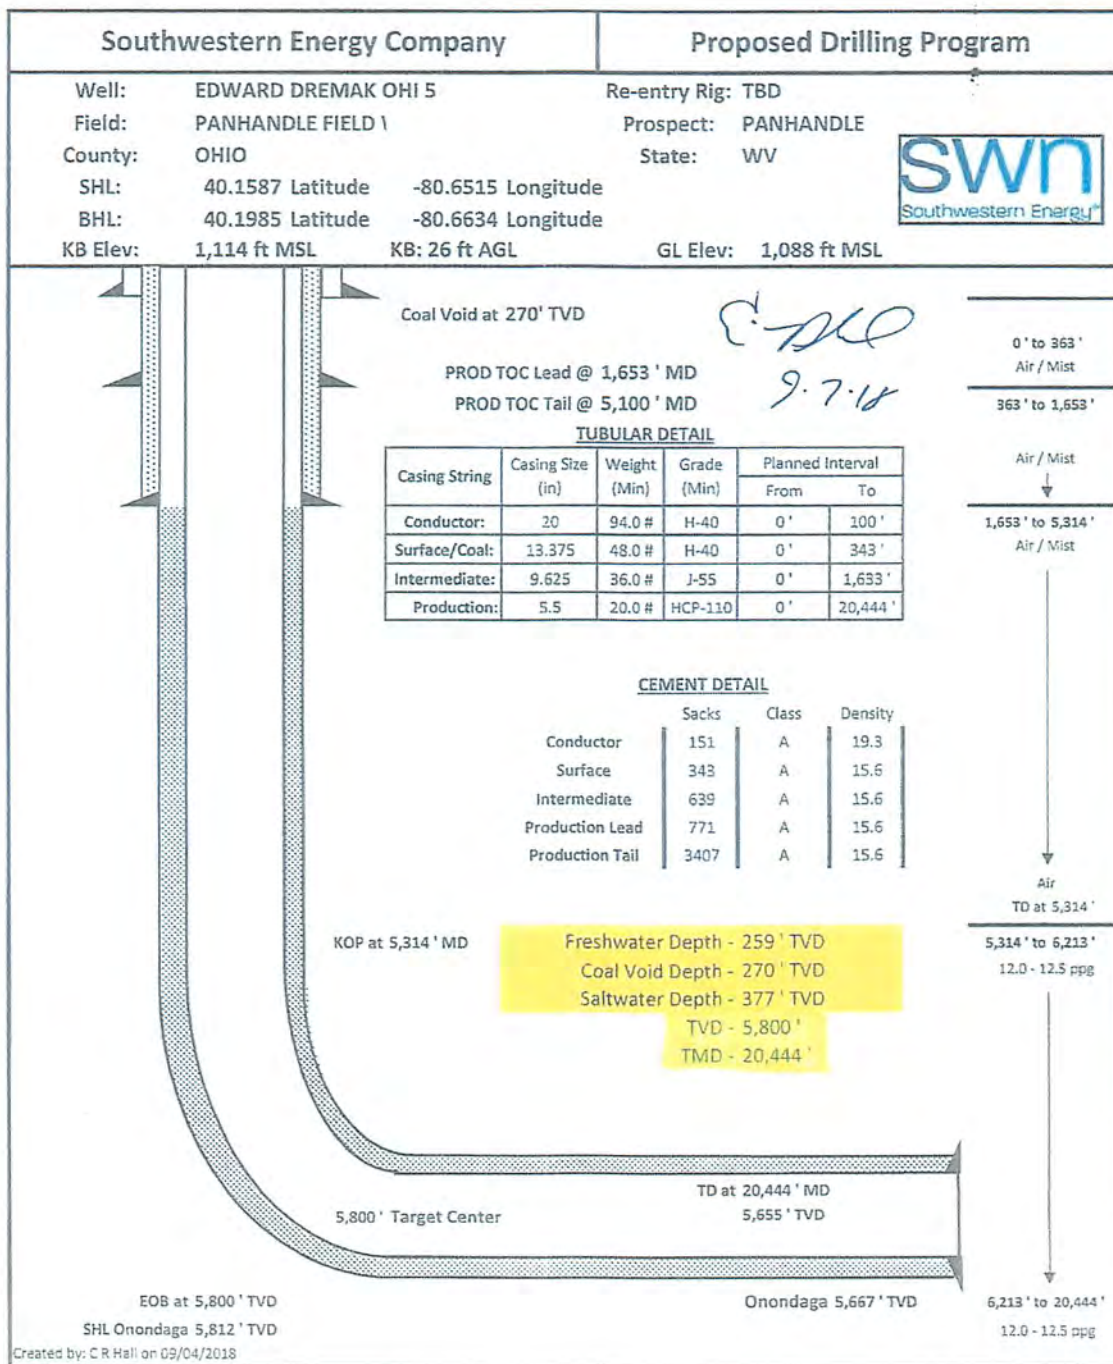 Southwestern Energy Company
Proposed Drilling Program
Well: EDWARD DREMAK OHI 5 Re-entry Rig: TBD
Field: PANHANDLE FIELD \ Prospect: PANHANDLE
County: OHIO State: WV
SHL: 40.1587 Latitude -80.6515 Longitude
BHL: 40.1985 Latitude -80.6634 Longitude
KB Elev: 1,114 ft MSL KB: 26 ft AGL GL Elev: 1,088 ft MSL
swn
Southwestern Energy
Coal Void at 270' TVD
0 ' to 363 '
Air / Mist
9.7.18
PROD TOC Lead @ 1,653 ' MD
PROD TOC Tail @ 5,100 ' MD
363 ' to 1,653 '
Air / Mist
TUBULAR DETAIL
Casing String Casing Size (in) Weight (Min) Grade (Min) Planned Interval
From To
Conductor: 20 94.0 # H-40 0 ' 100 '
Surface/Coal: 13.375 48.0 # H-40 0 ' 343 '
Intermediate: 9.625 36.0 # J-55 0 ' 1,633 '
Production: 5.5 20.0 # HCP-110 0 ' 20,444 '
1,653 ' to 5,314 '
Air / Mist
CEMENT DETAIL
Sacks Class Density
Conductor 151 A 19.3
Surface 343 A 15.6
Intermediate 639 A 15.6
Production Lead 771 A 15.6
Production Tail 3407 A 15.6
Air
TD at 5,314 '
KOP at 5,314 ' MD
Freshwater Depth - 259 ' TVD
Coal Void Depth - 270 ' TVD
Saltwater Depth - 377 ' TVD
TVD - 5,800 '
TMD - 20,444 '
5,314 ' to 6,213 '
12.0 - 12.5 ppg
TD at 20,444 ' MD
5,655 ' TVD
5,800 ' Target Center
EOB at 5,800 ' TVD
SHL Onondaga 5,812 ' TVD
Onondaga 5,667 ' TVD
6,213 ' to 20,444 '
12.0 - 12.5 ppg
Created by: C R Hall on 09/04/2018